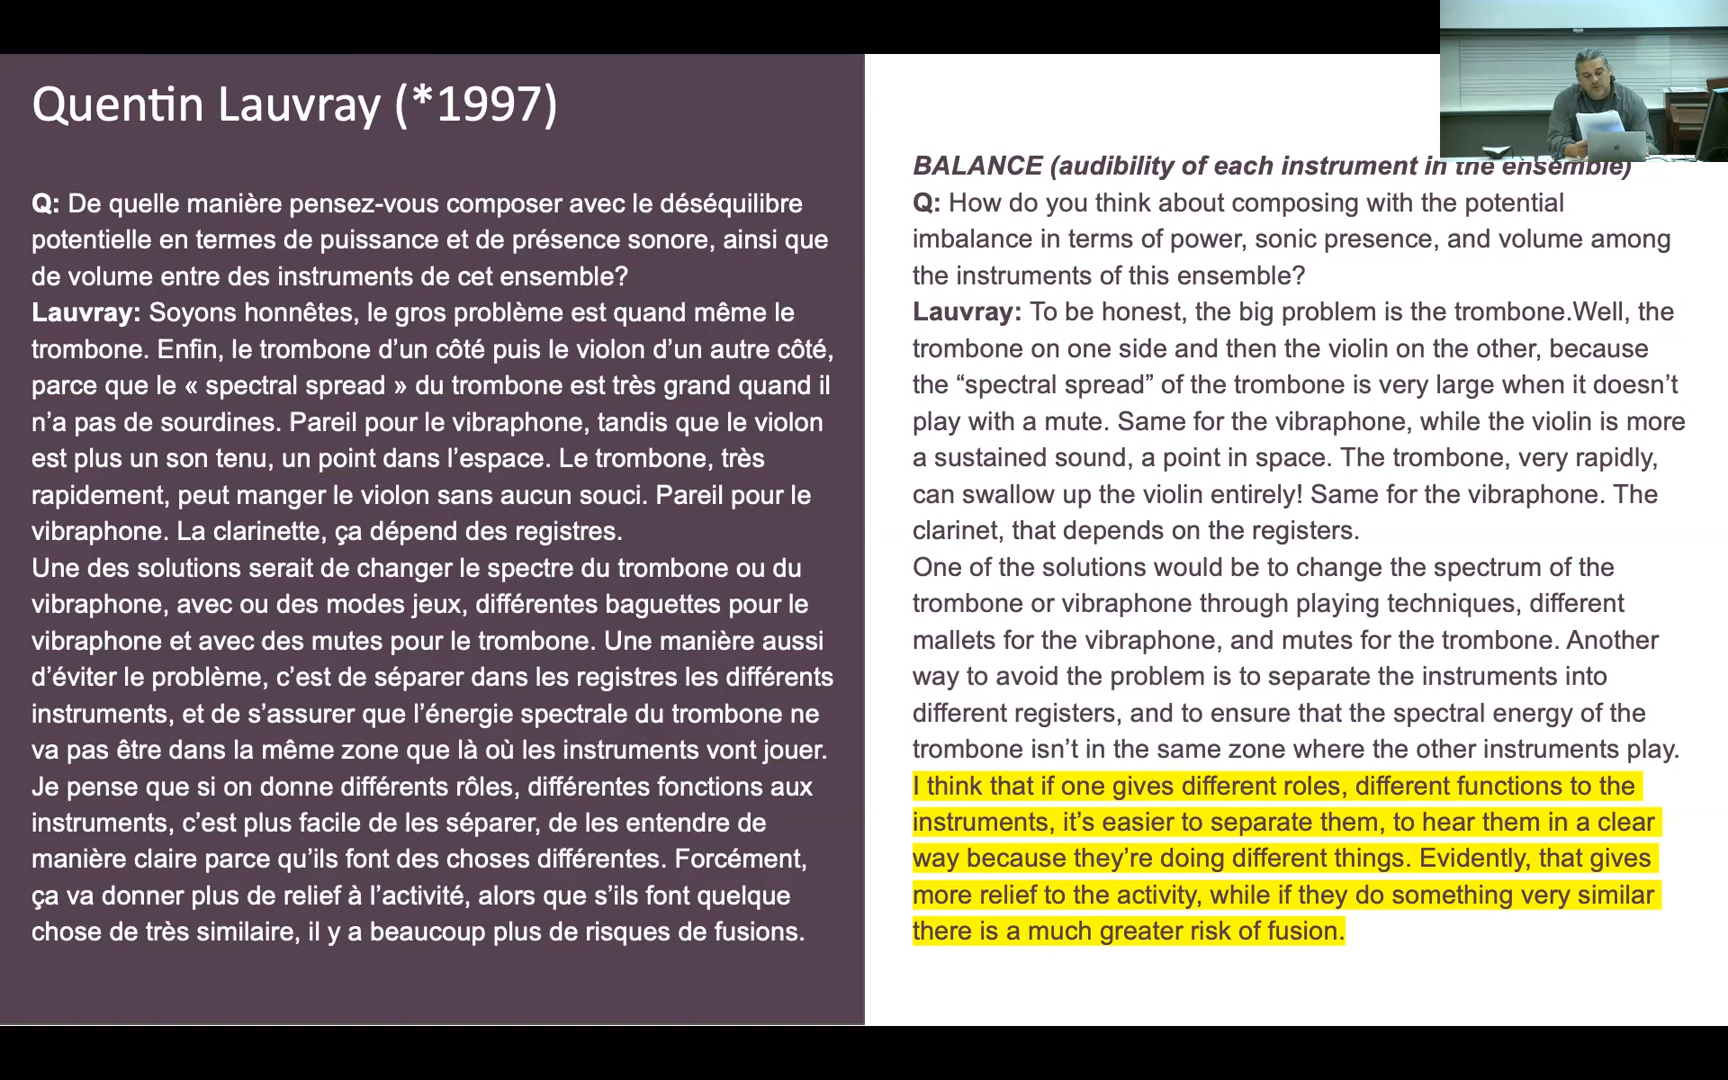 Quentin Lauvray (*1997)
Q: De quelle manière pensez-vous composer avec le déséquilibre
potentielle en termes de puissance et de présence sonore, ainsi que
de volume entre des instruments de cet ensemble?
Lauvray: Soyons honnêtes, le gros problème est quand même le
trombone. Enfin, le trombone d’un côté puis le violon d’un autre côté,
parce que le « spectral spread » du trombone est très grand quand il
n’a pas de sourdines. Pareil pour le vibraphone, tandis que le violon
est plus un son tenu, un point dans l’espace. Le trombone, très
rapidement, peut manger le violon sans aucun souci. Pareil pour le
vibraphone. La clarinette, ça dépend des registres.
Une des solutions serait de changer le spectre du trombone ou du
vibraphone, avec ou des modes jeux, différentes baguettes pour le
vibraphone et avec des mutes pour le trombone. Une manière aussi
d’éviter le problème, c’est de séparer dans les registres les différents
instruments, et de s’assurer que l’énergie spectrale du trombone ne
va pas être dans la même zone que là où les instruments vont jouer.
Je pense que si on donne différents rôles, différentes fonctions aux
instruments, c’est plus facile de les séparer, de les entendre de
manière claire parce qu’ils font des choses différentes. Forcément,
ça va donner plus de relief à l’activité, alors que s’ils font quelque
chose de très similaire, il y a beaucoup plus de risques de fusions.
BALANCE (audibility of each instrument in the ensemble)
Q: How do you think about composing with the potential
imbalance in terms of power, sonic presence, and volume among
the instruments of this ensemble?
Lauvray: To be honest, the big problem is the trombone.Well, the
trombone on one side and then the violin on the other, because
the “spectral spread” of the trombone is very large when it doesn’t
play with a mute. Same for the vibraphone, while the violin is more
a sustained sound, a point in space. The trombone, very rapidly,
can swallow up the violin entirely! Same for the vibraphone. The
clarinet, that depends on the registers.
One of the solutions would be to change the spectrum of the
trombone or vibraphone through playing techniques, different
mallets for the vibraphone, and mutes for the trombone. Another
way to avoid the problem is to separate the instruments into
different registers, and to ensure that the spectral energy of the
trombone isn’t in the same zone where the other instruments play.
I think that if one gives different roles, different functions to the
instruments, it’s easier to separate them, to hear them in a clear
way because they’re doing different things. Evidently, that gives
more relief to the activity, while if they do something very similar
there is a much greater risk of fusion.